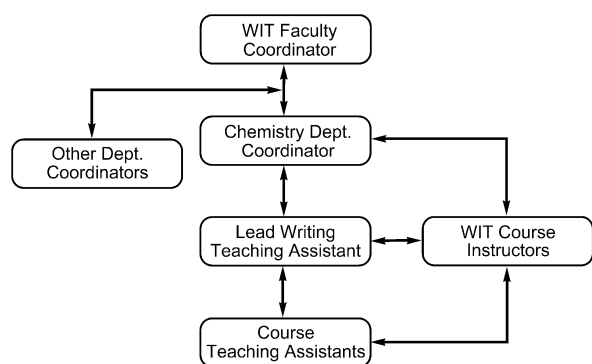 WIT Faculty
Coordinator
Chemistry Dept.
Coordinator
Other Dept.
Coordinators
Lead Writing
Teaching Assistant
WIT Course
Instructors
Course
Teaching Assistants